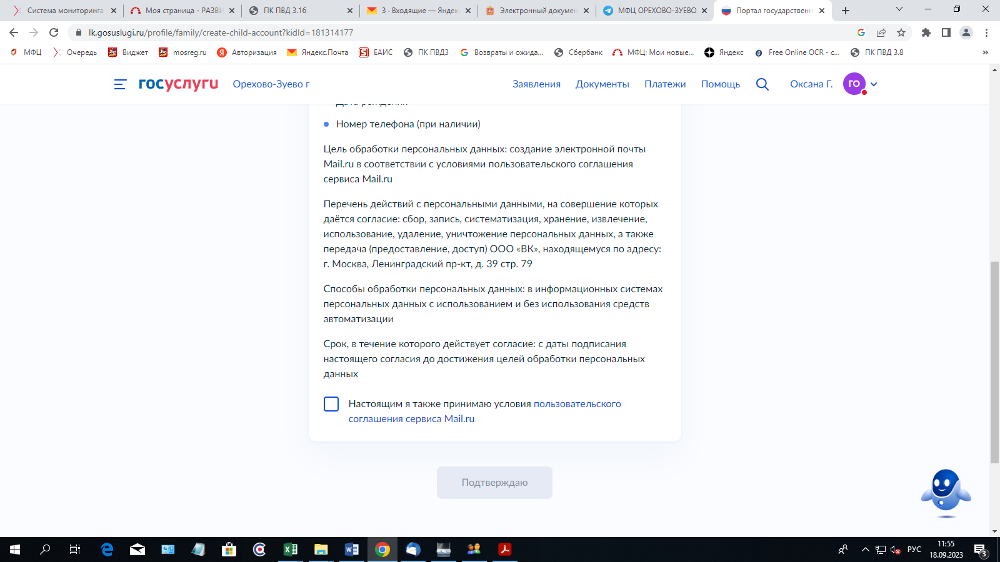 Система мониторинга
Моя страница - РАЗВИ
ПК ПВД 3.16
3 · Входящие — Яндекс
Электронный докумен
МФЦ ОРЕХОВО-ЗУЕВО
Портал государственн
lk.gosuslugi.ru/profile/family/create-child-account?kidId=181314177
МФЦ
Очередь
Виджет
mosreg.ru
Авторизация
Яндекс.Почта
ЕАИС
ПК ПВД3
Возвраты и ожида...
Сбербанк
МФЦ: Мои новые...
Яндекс
Free Online OCR - c...
ПК ПВД 3.8
»
госуслуги
Орехово-Зуево г
Заявления
Документы
Платежи
Помощь
Оксана Г.
ГО
Дата рождения
Номер телефона (при наличии)
Цель обработки персональных данных: создание электронной почты
Mail.ru в соответствии с условиями пользовательского соглашения
сервиса Mail.ru
Перечень действий с персональными данными, на совершение которых
даётся согласие: сбор, запись, систематизация, хранение, извлечение,
использование, удаление, уничтожение персональных данных, а также
передача (предоставление, доступ) ООО «ВК», находящемуся по адресу:
г. Москва, Ленинградский пр-кт, д. 39 стр. 79
Способы обработки персональных данных: в информационных системах
персональных данных с использованием и без использования средств
автоматизации
Срок, в течение которого действует согласие: с даты подписания
настоящего согласия до достижения целей обработки персональных
данных
Настоящим я также принимаю условия пользовательского
соглашения сервиса Mail.ru
Подтверждаю
РУС
11:55
18.09.2023
3